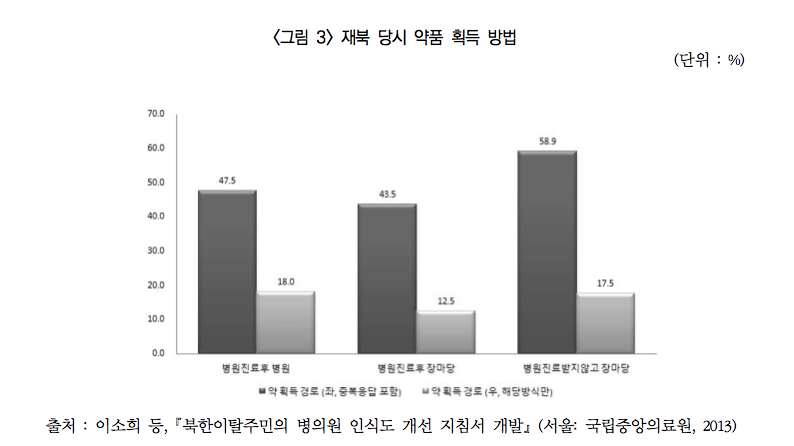 <그림 3> 재북 당시 약품 획득 방법
(단위 : %)
70.0
60.0
50.0
40.0
30.0
20.0
10.0
0.0
47.5
18.0
43.5
12.5
58.9
17.5
병원진료후 병원
병원진료후 장마당
병원진료받지않고 장마당
약 획득 경로 (좌, 중복응답 포함)
약 획득 경로 (우, 해당방식만)
출처 : 이소희 등, 『북한이탈주민의 병의원 인식도 개선 지침서 개발』 (서울: 국립중앙의료원, 2013)